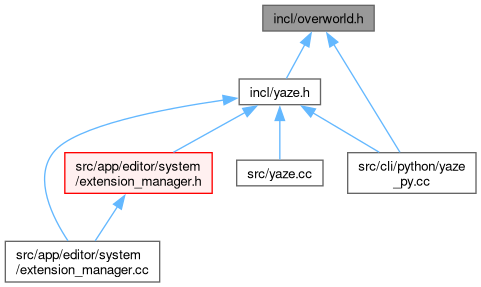 incl/overworld.h
incl/yaze.h
src/app/editor/system
/extension_manager.h
src/yaze.cc
src/cli/python/yaze
_py.cc
src/app/editor/system
/extension_manager.cc